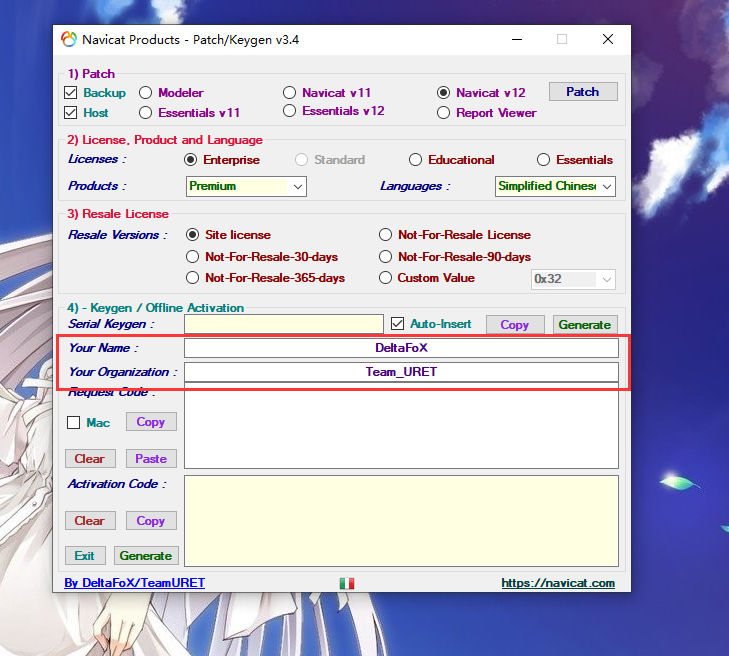 Navicat Products - Patch/Keygen v3.4
1) Patch
Backup Modeler Navicat v11 Navicat v12 Patch
Host Essentials v11 Essentials v12 Report Viewer
2) License, Product and Language
Licenses : Enterprise Standard Educational Essentials
Products : Premium Languages : Simplified Chines
3) Resale License
Resale Versions : Site license Not-For-Resale License
Not-For-Resale-30-days Not-For-Resale-90-days
Not-For-Resale-365-days Custom Value 0x32
4) - Keygen / Offline Activation
Serial Keygen : Auto-Insert Copy Generate
Your Name : DeltaFoX
Your Organization : Team_URET
Request Code :
Mac Copy
Clear Paste
Activation Code :
Clear Copy
Exit Generate
By DeltaFoX/TeamURET https://navicat.com